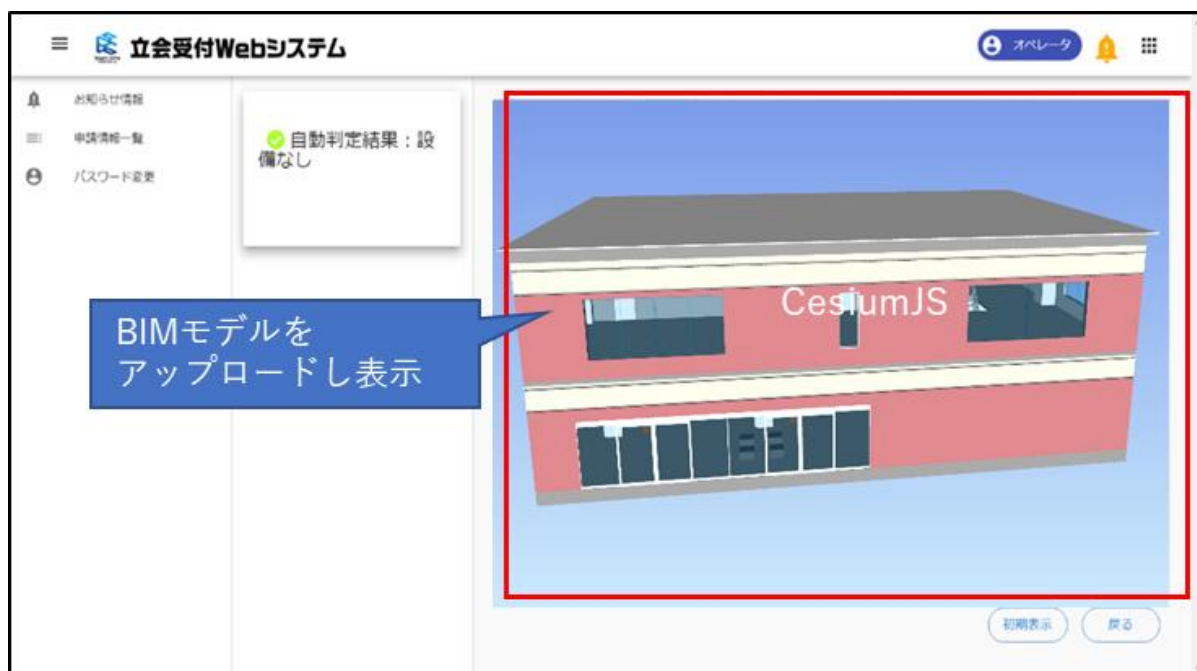 立会受付Webシステム
オペレータ
お知らせ情報
申請情報一覧
パスワード変更
自動判定結果：設
備なし
BIMモデルを
アップロードし表示
CesiumJS
初期表示
戻る